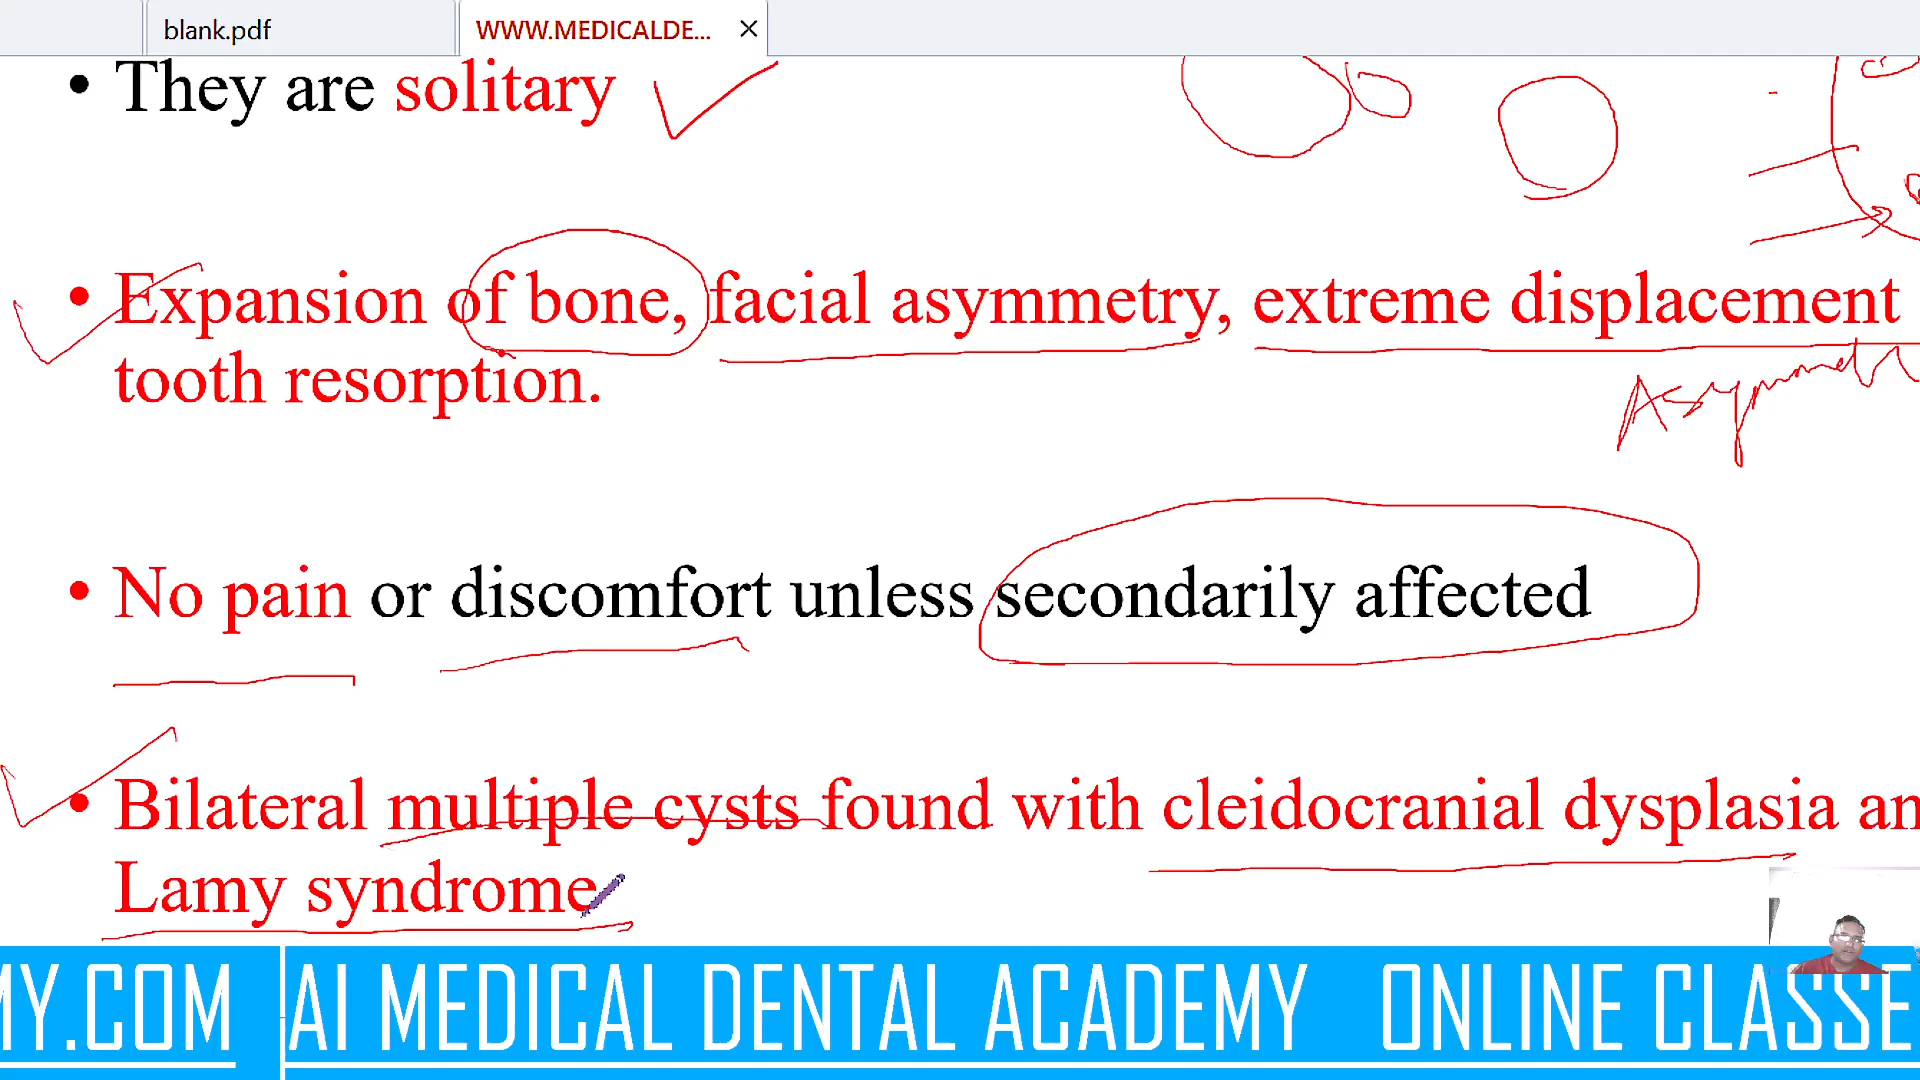 blank.pdf
WWW.MEDICALDE...
• They are solitary
• Expansion of bone, facial asymmetry, extreme displacement
tooth resorption.
• No pain or discomfort unless secondarily affected
• Bilateral multiple cysts found with cleidocranial dysplasia an
Lamy syndrome
MY.COM AI MEDICAL DENTAL ACADEMY ONLINE CLASSE